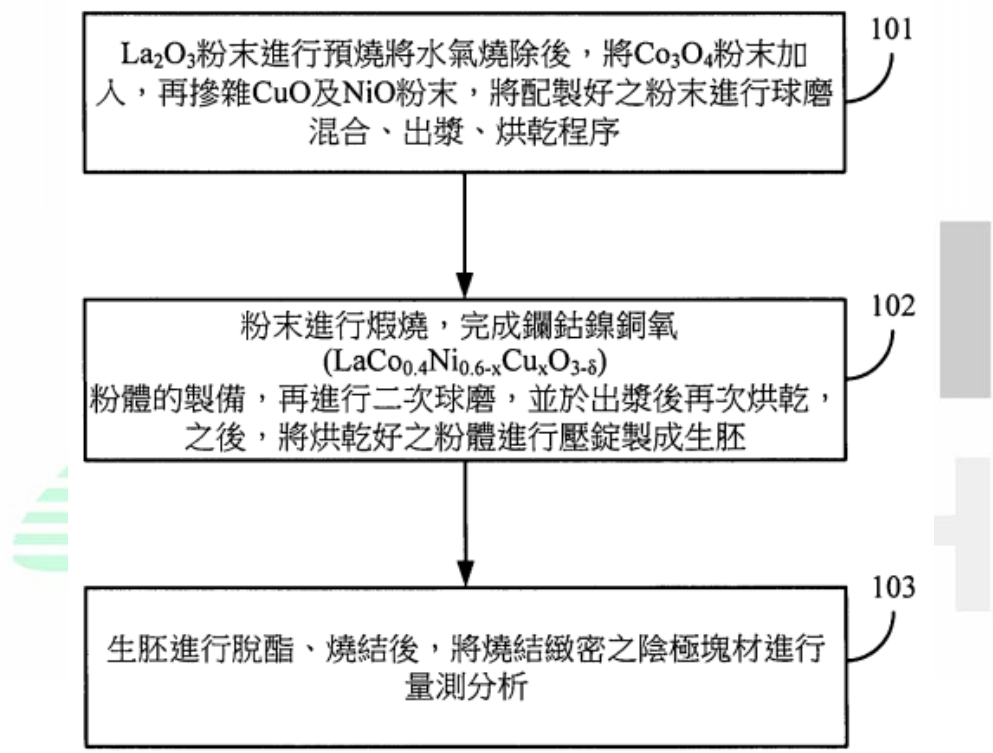 La₂O₃粉末進行預燒將水氣燒除後，將Co₃O₄粉末加
入，再摻雜CuO及NiO粉末，將配製好之粉末進行球磨
混合、出漿、烘乾程序
101
粉末進行煆燒，完成鑭鈷鎳銅氧
(LaCo₀.₄Ni₀.₆₋ₓCuₓO₃₋δ)
粉體的製備，再進行二次球磨，並於出漿後再次烘乾，
之後，將烘乾好之粉體進行壓錠製成生胚
102
生胚進行脫酯、燒結後，將燒結緻密之陰極塊材進行
量測分析
103